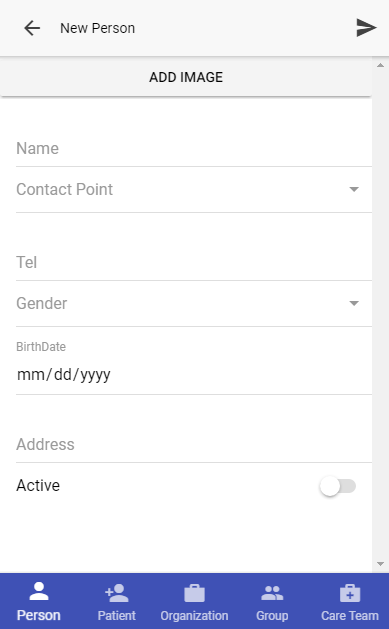 New Person
ADD IMAGE
Name
Contact Point
Tel
Gender
BirthDate
mm/dd/yyyy
Address
Active
Person Patient Organization Group Care Team